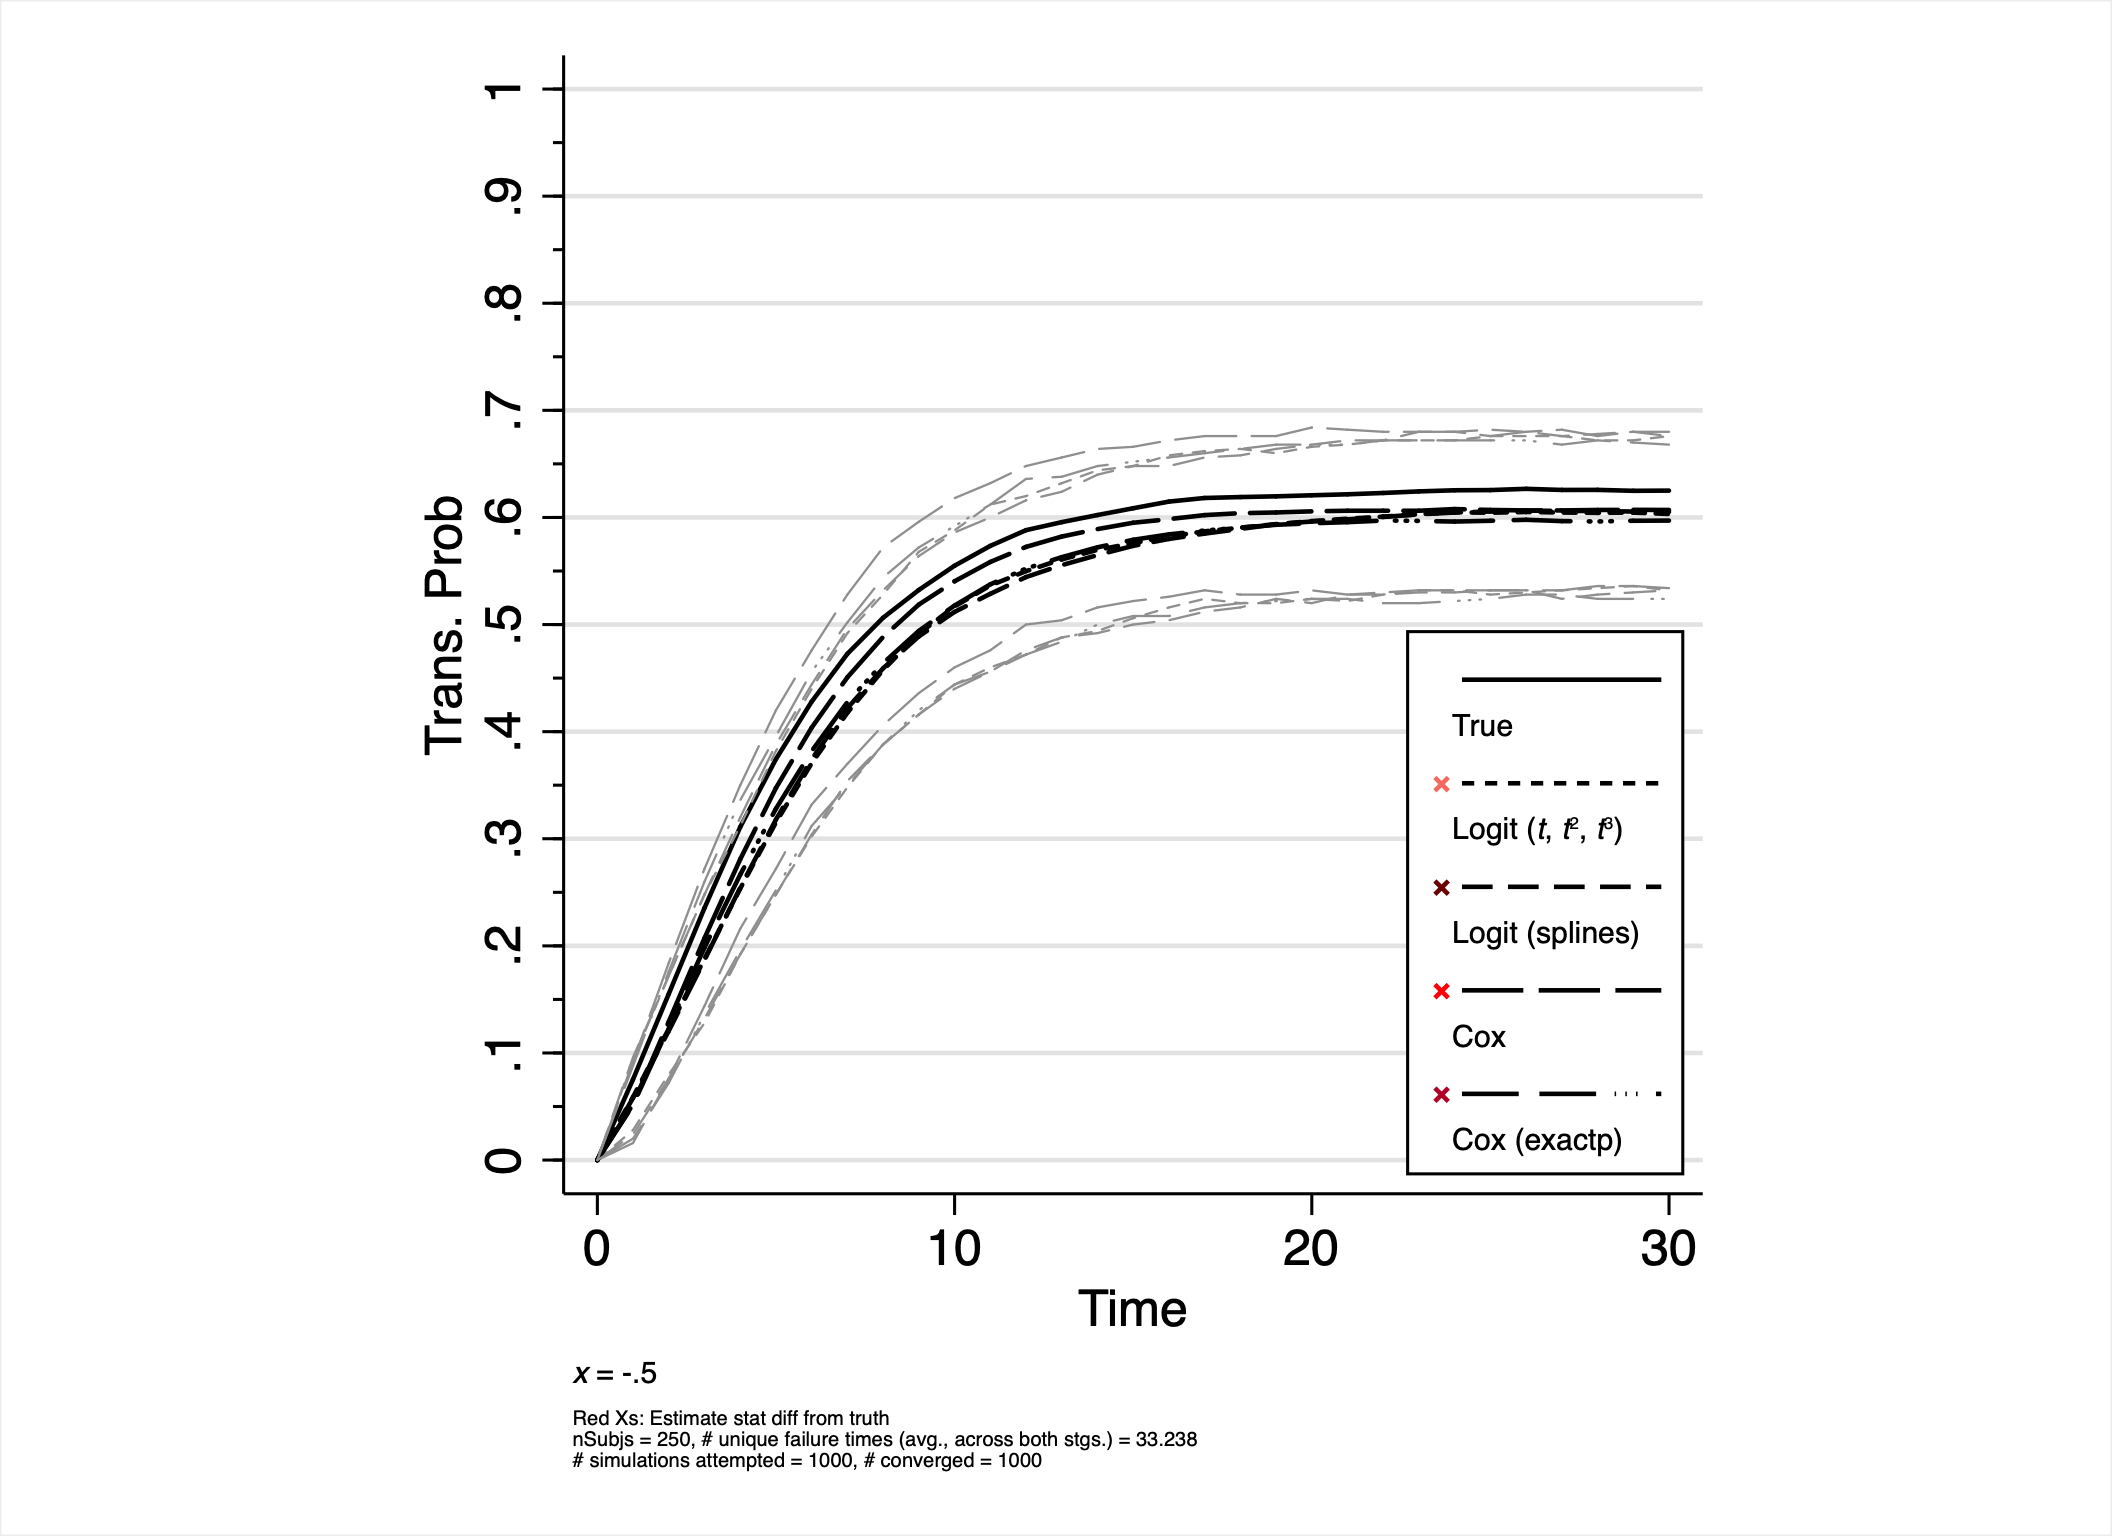 1
.9
.8
.7
.6
.5
.4
.3
.2
.1
0
Trans. Prob
True
Logit (t, t², t³)
Logit (splines)
Cox
Cox (exactp)
0 10 20 30
Time
x = -.5
Red Xs: Estimate stat diff from truth
nSubjs = 250, # unique failure times (avg., across both stgs.) = 33.238
# simulations attempted = 1000, # converged = 1000